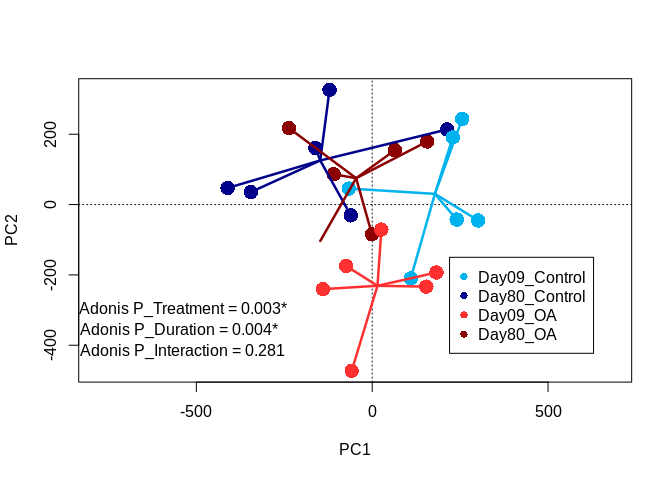 200
0
-200
-400
PC2
Adonis P_Treatment = 0.003*
Adonis P_Duration = 0.004*
Adonis P_Interaction = 0.281
Day09_Control
Day80_Control
Day09_OA
Day80_OA
-500
0
500
PC1